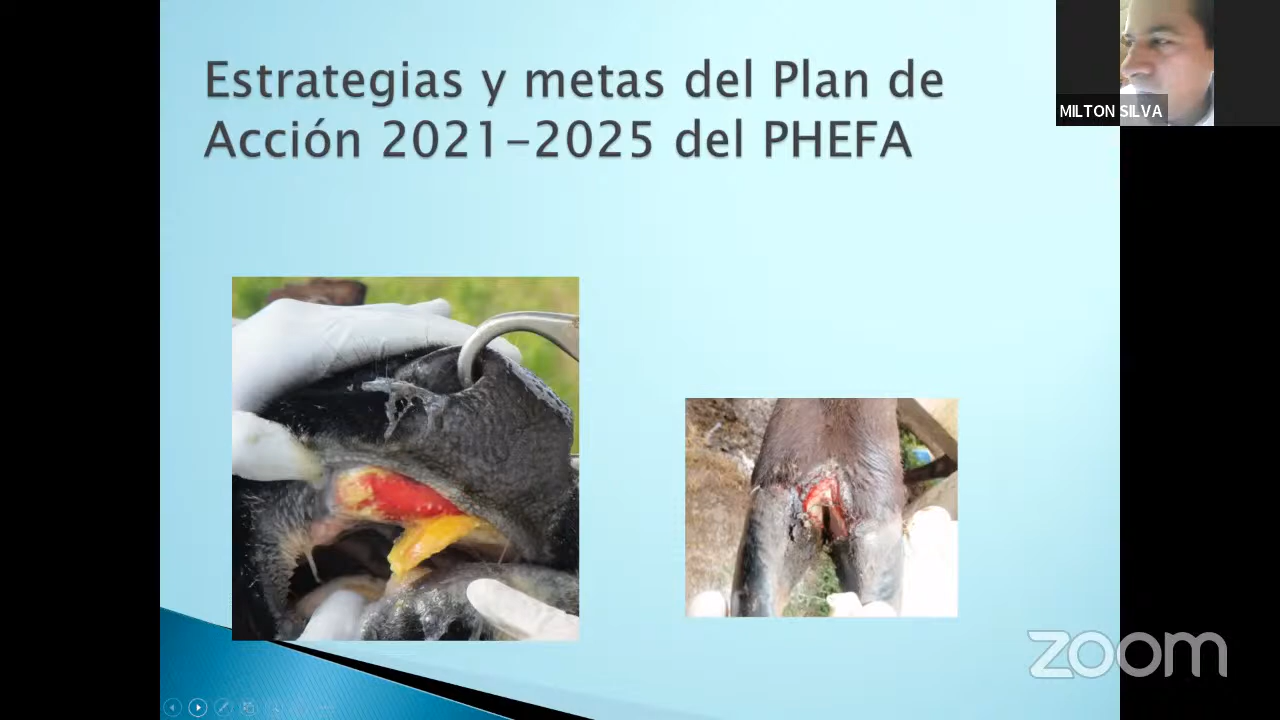 Estrategias y metas del Plan de
Acción 2021-2025 del PHEFA
MILTON SILVA
zoom